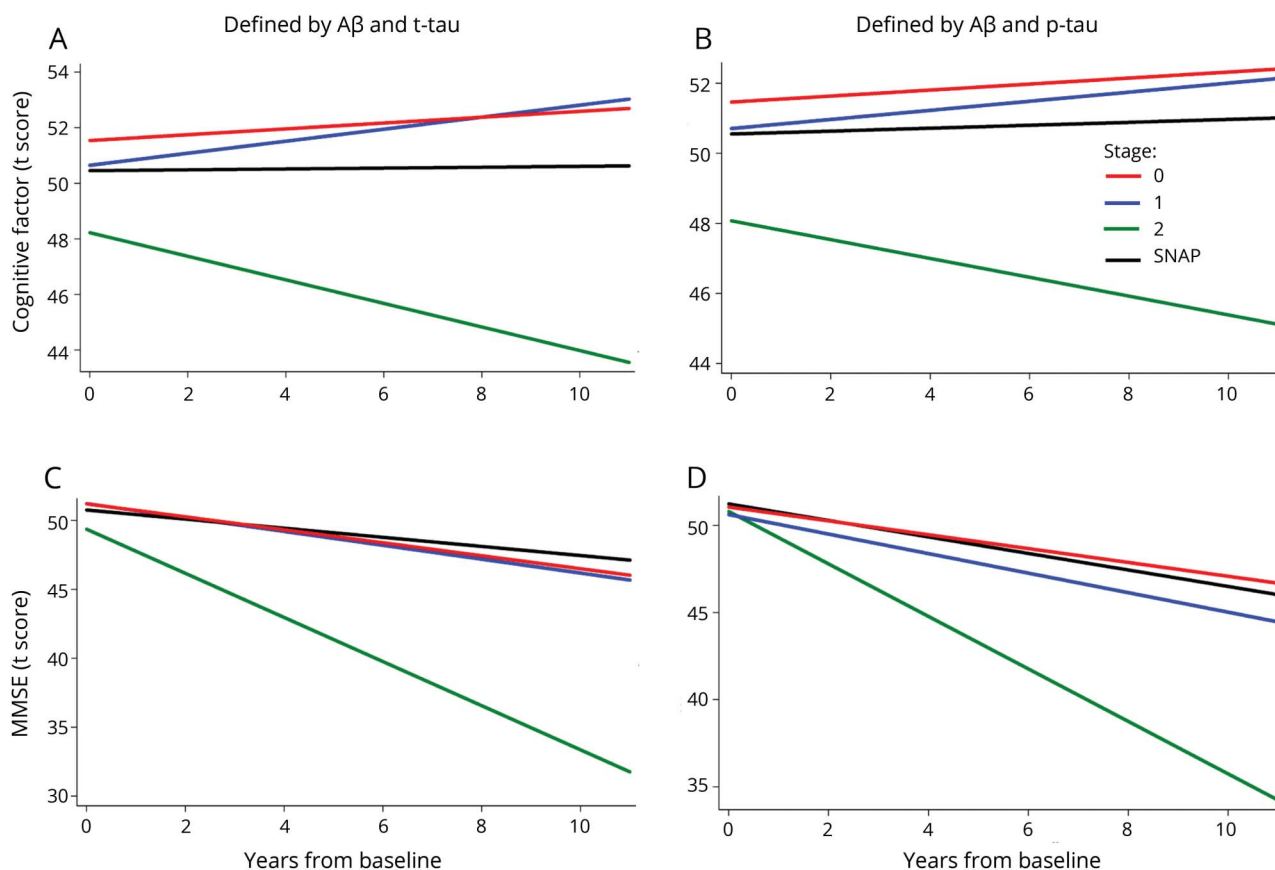 Defined by Aβ and t-tau
Defined by Aβ and p-tau
A
Cognitive factor (t score)
54
52
50
48
46
44
0 2 4 6 8 10
B
52
50
48
46
44
0 2 4 6 8 10
Stage:
0
1
2
SNAP
C
MMSE (t score)
50
45
40
35
30
0 2 4 6 8 10
Years from baseline
D
50
45
40
35
0 2 4 6 8 10
Years from baseline